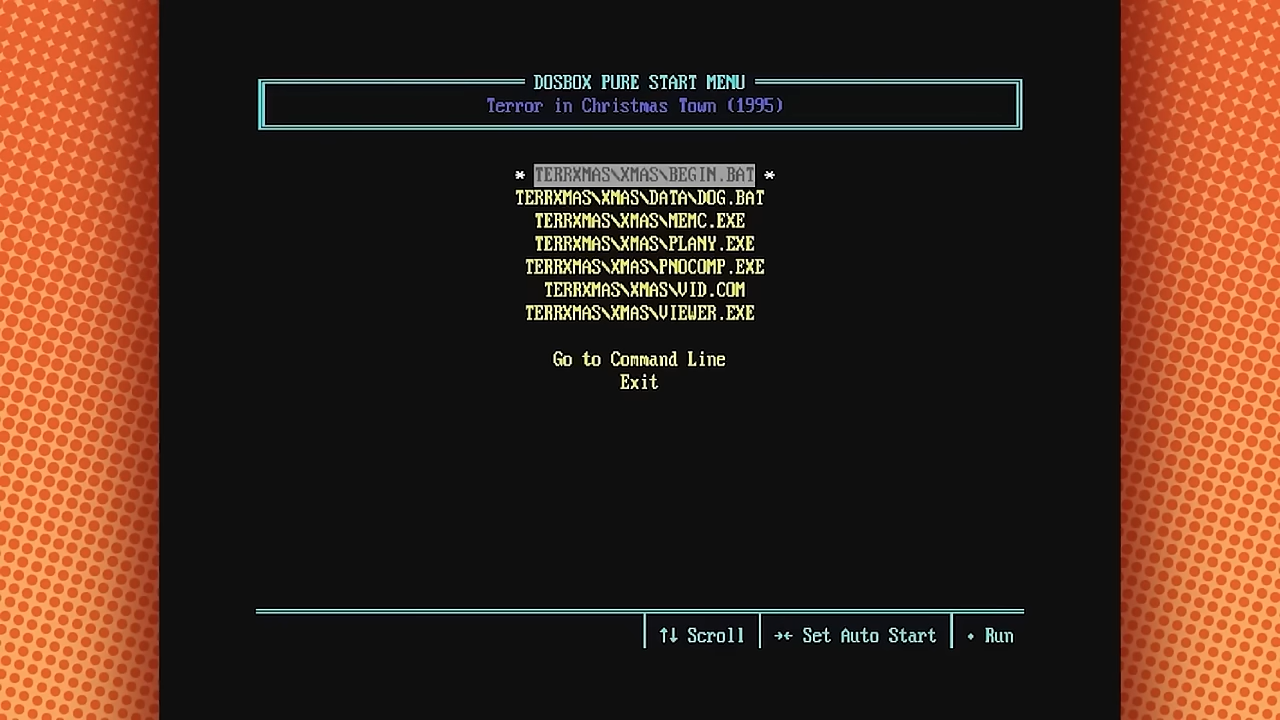 DOSBOX PURE START MENU
Terror in Christmas Town (1995)
* TERRXMAS\XMAS\BEGIN.BAT *
TERRXMAS\XMAS\DATA\DOG.BAT
TERRXMAS\XMAS\MEMC.EXE
TERRXMAS\XMAS\PLANY.EXE
TERRXMAS\XMAS\PNOCOMP.EXE
TERRXMAS\XMAS\VID.COM
TERRXMAS\XMAS\VIEWER.EXE
Go to Command Line
Exit
↑↓ Scroll │ →← Set Auto Start │ ♦ Run